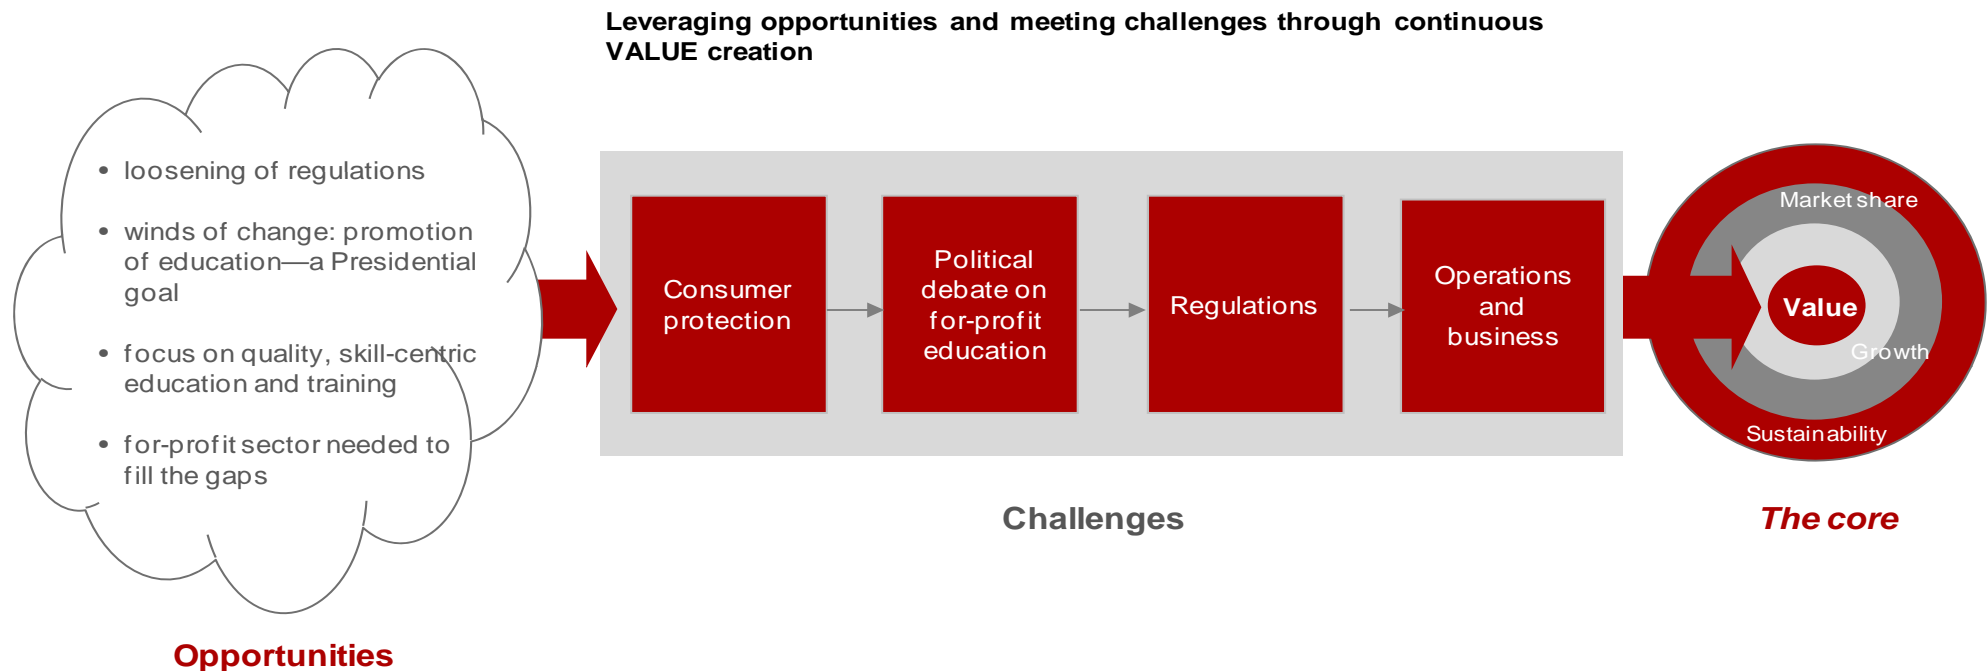 Leveraging opportunities and meeting challenges through continuous
VALUE creation
• loosening of regulations
• winds of change: promotion
of education—a Presidential
goal
• focus on quality, skill-centric
education and training
• for-profit sector needed to
fill the gaps
Opportunities
Consumer
protection
Political
debate on
for-profit
education
Regulations
Operations
and
business
Challenges
Market share
Value
Growth
Sustainability
The core